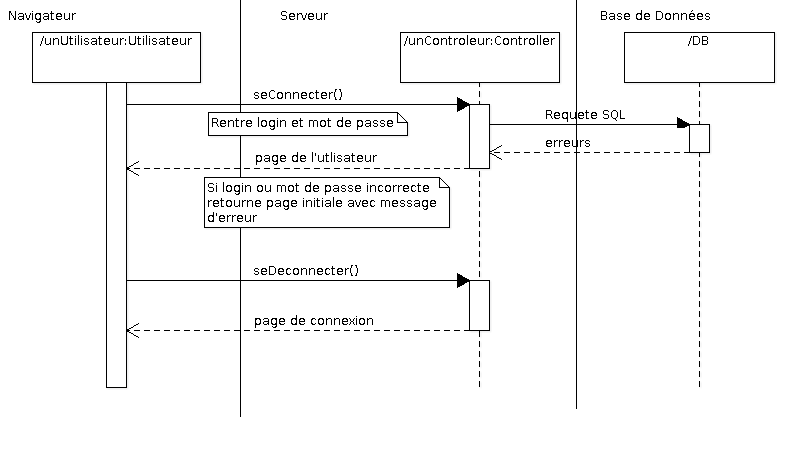 Navigateur
Serveur
Base de Données
/unUtilisateur:Utilisateur
/unControleur:Controller
/DB
seConnecter()
Rentre login et mot de passe
Requete SQL
erreurs
page de l'utlisateur
Si login ou mot de passe incorrecte
retourne page initiale avec message
d'erreur
seDeconnecter()
page de connexion